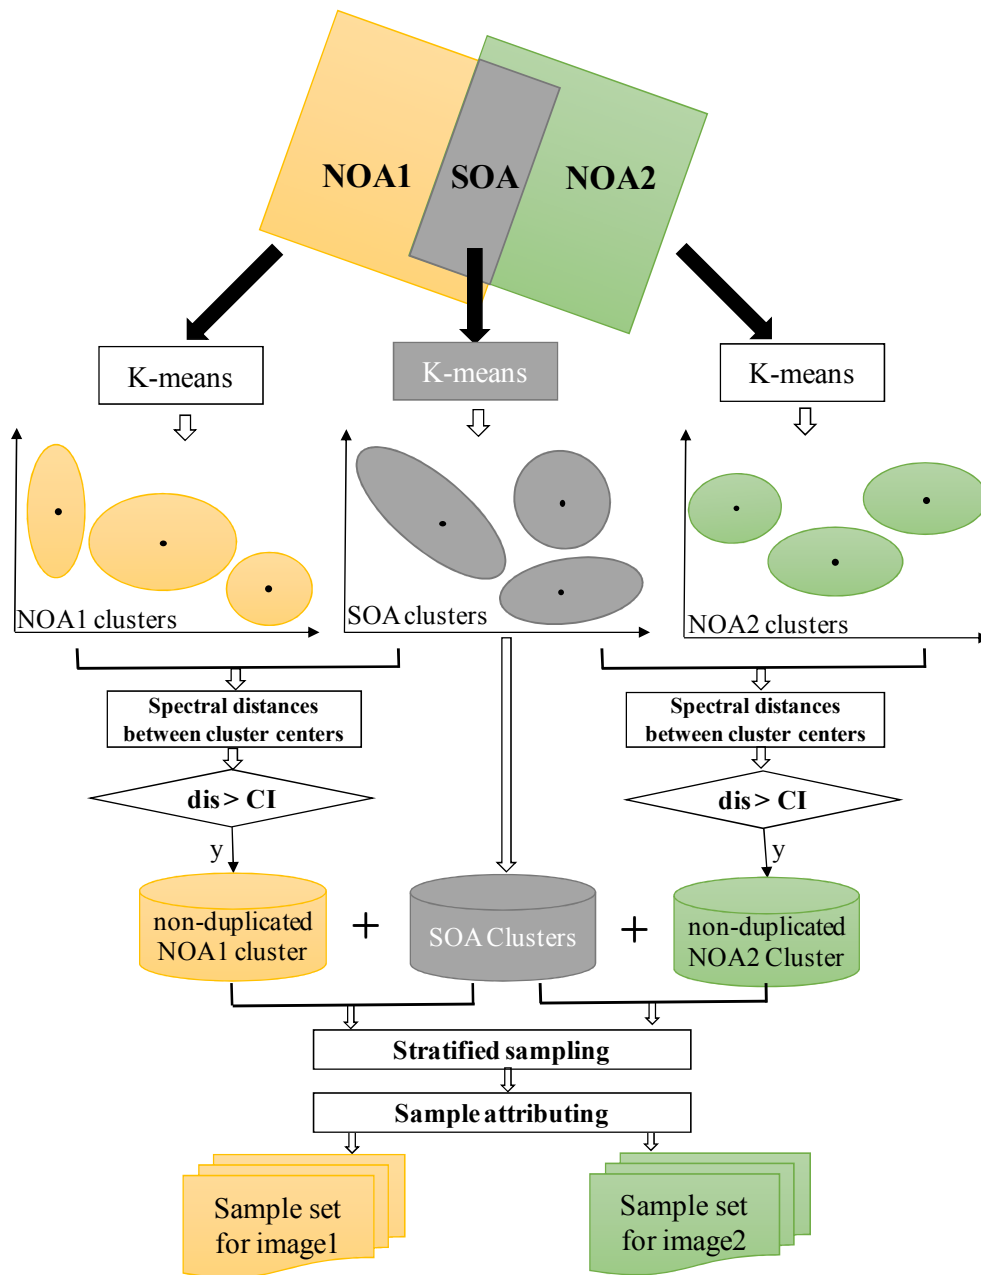 NOA1
SOA
NOA2
K-means
K-means
K-means
NOA1 clusters
SOA clusters
NOA2 clusters
Spectral distances
between cluster centers
Spectral distances
between cluster centers
dis > CI
dis > CI
y
y
non-duplicated
NOA1 cluster
+
SOA Clusters
+
non-duplicated
NOA2 Cluster
Stratified sampling
Sample attributing
Sample set
for image1
Sample set
for image2